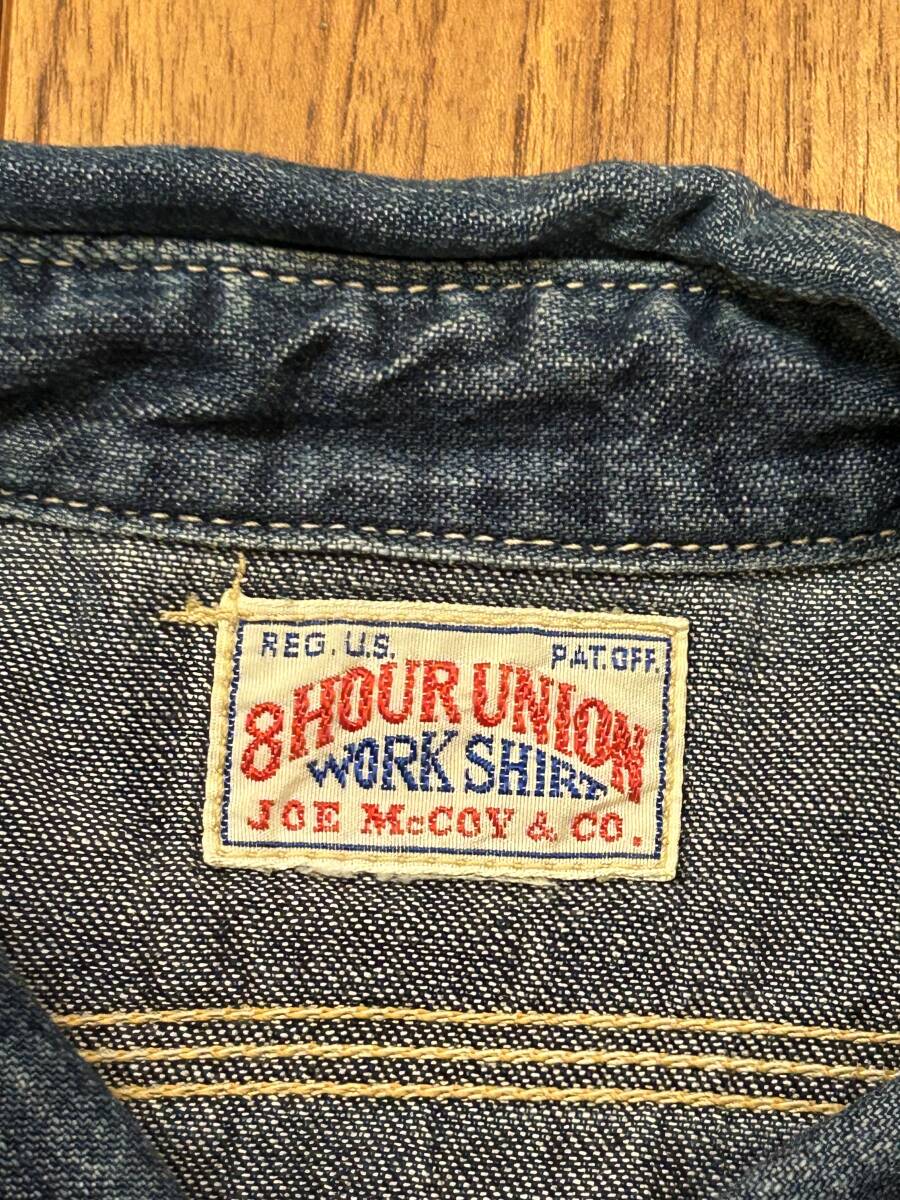 REG. U.S. PAT. OFF.
8 HOUR UNION
WORK SHIRT
JOE McCOY & CO.